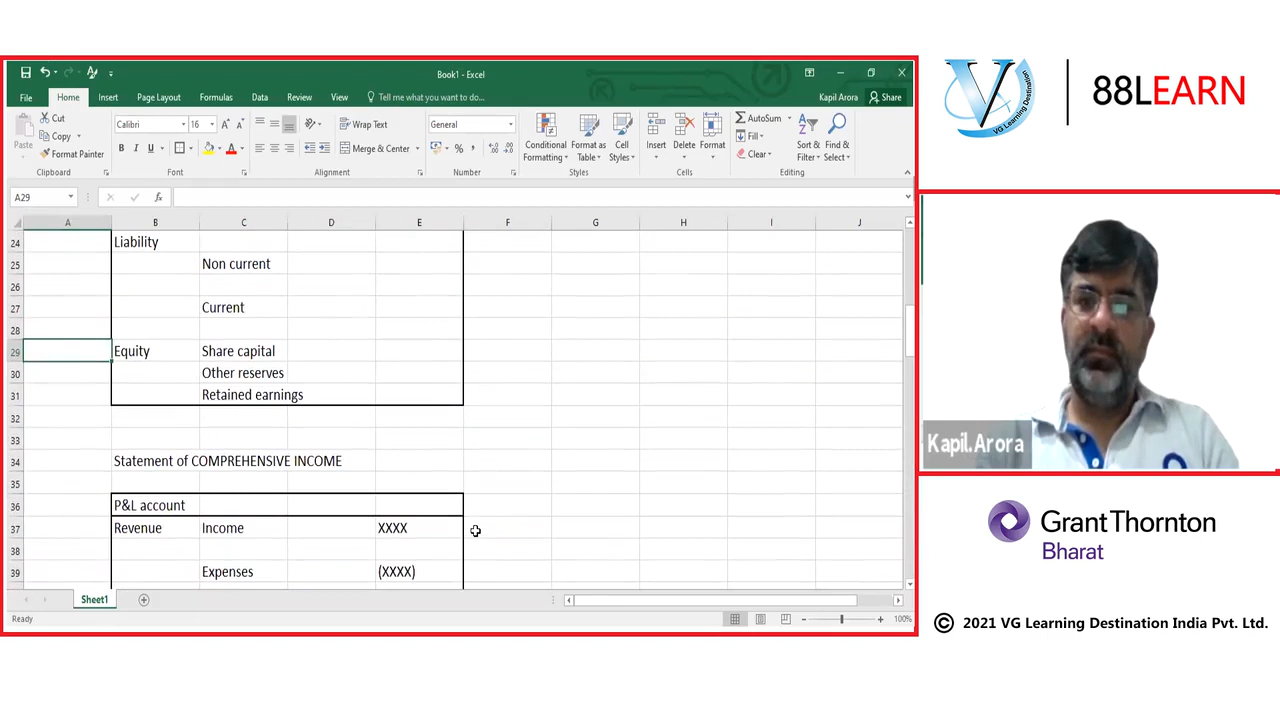 Book1 - Excel
File Home Insert Page Layout Formulas Data Review View Tell me what you want to do... Kapil Arora Share
Paste
Cut
Copy
Format Painter
Clipboard
Calibri 16
B I U
Font
Wrap Text
Merge & Center
Alignment
General
%
Number
Conditional Formatting
Format as Table
Cell Styles
Styles
Insert Delete Format
Cells
AutoSum
Fill
Clear
Sort & Filter
Find & Select
Editing
A29 fx
A B C D E F G H I J
24 Liability
25 Non current
26
27 Current
28
29 Equity Share capital
30 Other reserves
31 Retained earnings
32
33
34 Statement of COMPREHENSIVE INCOME
35
36 P&L account
37 Revenue Income XXXX
38
39 Expenses (XXXX)
Sheet1
Ready 100%
V
VG Learning Destination
88LEARN
Kapil.Arora
GrantThornton
Bharat
© 2021 VG Learning Destination India Pvt. Ltd.